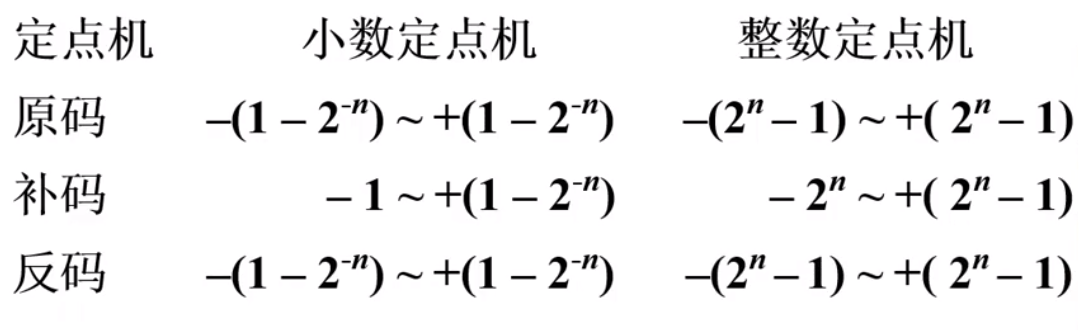 定点机 小数定点机 整数定点机
原码 –(1 – 2⁻ⁿ) ~ +(1 – 2⁻ⁿ) –(2ⁿ – 1) ~ +( 2ⁿ – 1)
补码 – 1 ~ +(1 – 2⁻ⁿ) – 2ⁿ ~ +( 2ⁿ – 1)
反码 –(1 – 2⁻ⁿ) ~ +(1 – 2⁻ⁿ) –(2ⁿ – 1) ~ +( 2ⁿ – 1)